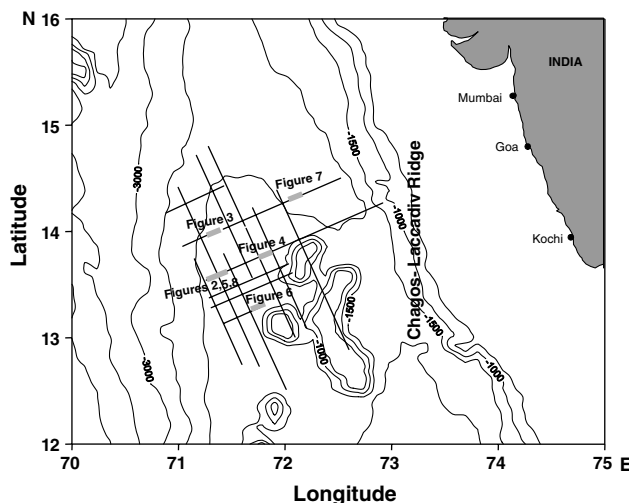 N 16
INDIA
Mumbai
-1500
15
Goa
-3000
Figure 7
-1000
Figure 3
Latitude
14
Kochi
Figure 4
Figures 2,5,8
Chagos- Laccadiv Ridge
Figure 6
-1500
-1500
13
-1000
-3000
-1000
12
70 71 72 73 74 75 E
Longitude